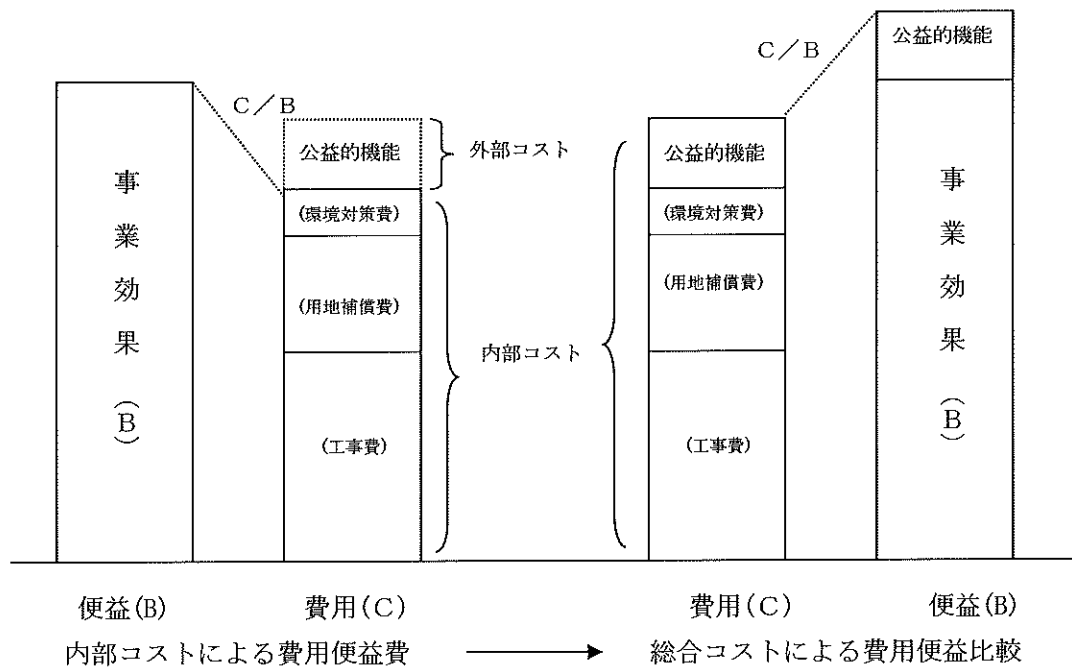 公益的機能
C／B
C／B
公益的機能
外部コスト
公益的機能
事業効果(B)
(環境対策費)
(環境対策費)
事業効果(B)
(用地補償費)
(用地補償費)
内部コスト
(工事費)
(工事費)
便益(B)
費用(C)
費用(C)
便益(B)
内部コストによる費用便益費
総合コストによる費用便益比較